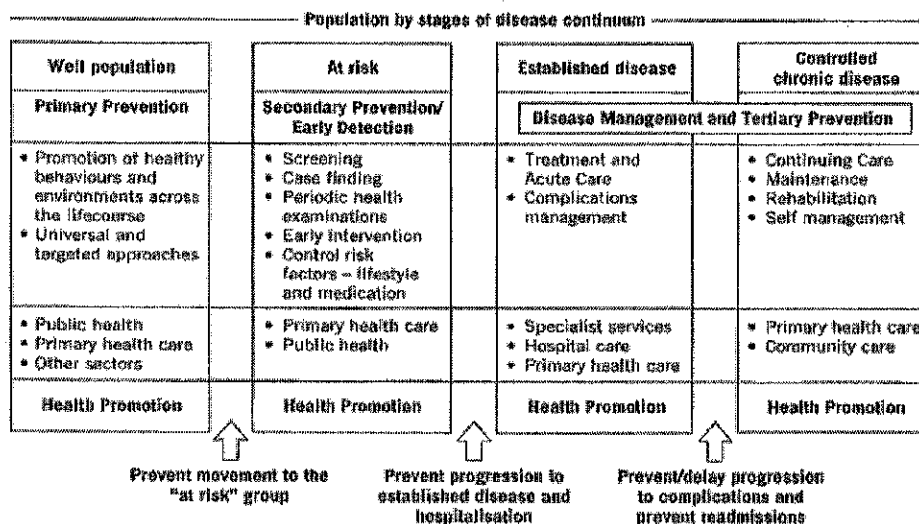 Population by stages of disease continuum
Well population
Primary Prevention
• Promotion of healthy
behaviours and
environments across
the lifecourse
• Universal and
targeted approaches
• Public health
• Primary health care
• Other sectors
Health Promotion
At risk
Secondary Prevention/
Early Detection
• Screening
• Case finding
• Periodic health
examinations
• Early intervention
• Control risk
factors – lifestyle
and medication
• Primary health care
• Public health
Health Promotion
Established disease
Controlled
chronic disease
Disease Management and Tertiary Prevention
• Treatment and
Acute Care
• Complications
management
• Specialist services
• Hospital care
• Primary health care
Health Promotion
• Continuing Care
• Maintenance
• Rehabilitation
• Self management
• Primary health care
• Community care
Health Promotion
Prevent movement to the
"at risk" group
Prevent progression to
established disease and
hospitalisation
Prevent/delay progression
to complications and
prevent readmissions